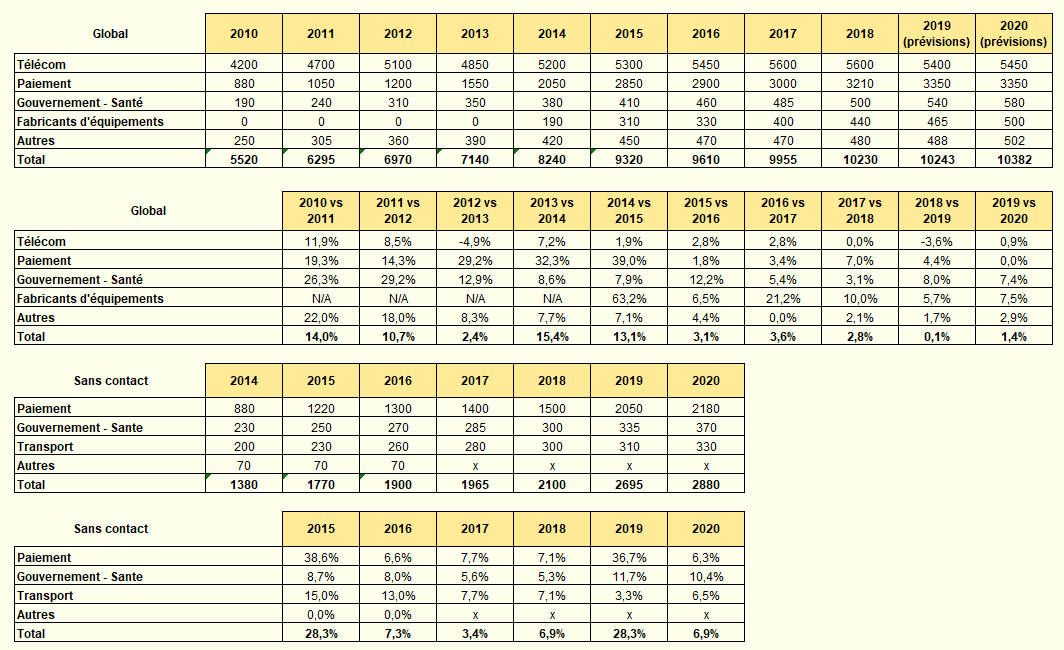 Global 2010 2011 2012 2013 2014 2015 2016 2017 2018 2019 (prévisions) 2020 (prévisions)
Télécom 4200 4700 5100 4850 5200 5300 5450 5600 5600 5400 5450
Paiement 880 1050 1200 1550 2050 2850 2900 3000 3210 3350 3350
Gouvernement - Santé 190 240 310 350 380 410 460 485 500 540 580
Fabricants d'équipements 0 0 0 0 190 310 330 400 440 465 500
Autres 250 305 360 390 420 450 470 470 480 488 502
Total 5520 6295 6970 7140 8240 9320 9610 9955 10230 10243 10382
Global 2010 vs 2011 2011 vs 2012 2012 vs 2013 2013 vs 2014 2014 vs 2015 2015 vs 2016 2016 vs 2017 2017 vs 2018 2018 vs 2019 2019 vs 2020
Télécom 11,9% 8,5% -4,9% 7,2% 1,9% 2,8% 2,8% 0,0% -3,6% 0,9%
Paiement 19,3% 14,3% 29,2% 32,3% 39,0% 1,8% 3,4% 7,0% 4,4% 0,0%
Gouvernement - Santé 26,3% 29,2% 12,9% 8,6% 7,9% 12,2% 5,4% 3,1% 8,0% 7,4%
Fabricants d'équipements N/A N/A N/A N/A 63,2% 6,5% 21,2% 10,0% 5,7% 7,5%
Autres 22,0% 18,0% 8,3% 7,7% 7,1% 4,4% 0,0% 2,1% 1,7% 2,9%
Total 14,0% 10,7% 2,4% 15,4% 13,1% 3,1% 3,6% 2,8% 0,1% 1,4%
Sans contact 2014 2015 2016 2017 2018 2019 2020
Paiement 880 1220 1300 1400 1500 2050 2180
Gouvernement - Sante 230 250 270 285 300 335 370
Transport 200 230 260 280 300 310 330
Autres 70 70 70 x x x x
Total 1380 1770 1900 1965 2100 2695 2880
Sans contact 2015 2016 2017 2018 2019 2020
Paiement 38,6% 6,6% 7,7% 7,1% 36,7% 6,3%
Gouvernement - Sante 8,7% 8,0% 5,6% 5,3% 11,7% 10,4%
Transport 15,0% 13,0% 7,7% 7,1% 3,3% 6,5%
Autres 0,0% 0,0% x x x x
Total 28,3% 7,3% 3,4% 6,9% 28,3% 6,9%